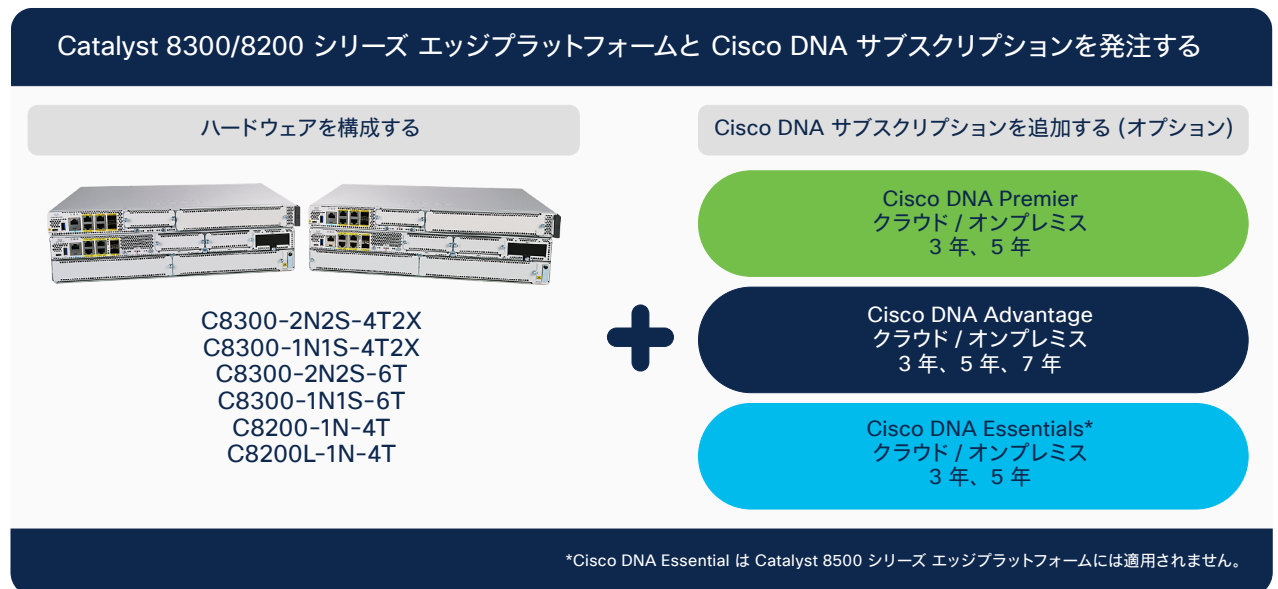 Catalyst 8300/8200 シリーズ エッジプラットフォームと Cisco DNA サブスクリプションを発注する
ハードウェアを構成する
C8300-2N2S-4T2X
C8300-1N1S-4T2X
C8300-2N2S-6T
C8300-1N1S-6T
C8200-1N-4T
C8200L-1N-4T
Cisco DNA サブスクリプションを追加する (オプション)
Cisco DNA Premier
クラウド / オンプレミス
3 年、5 年
Cisco DNA Advantage
クラウド / オンプレミス
3 年、5 年、7 年
Cisco DNA Essentials*
クラウド / オンプレミス
3 年、5 年
*Cisco DNA Essential は Catalyst 8500 シリーズ エッジプラットフォームには適用されません。